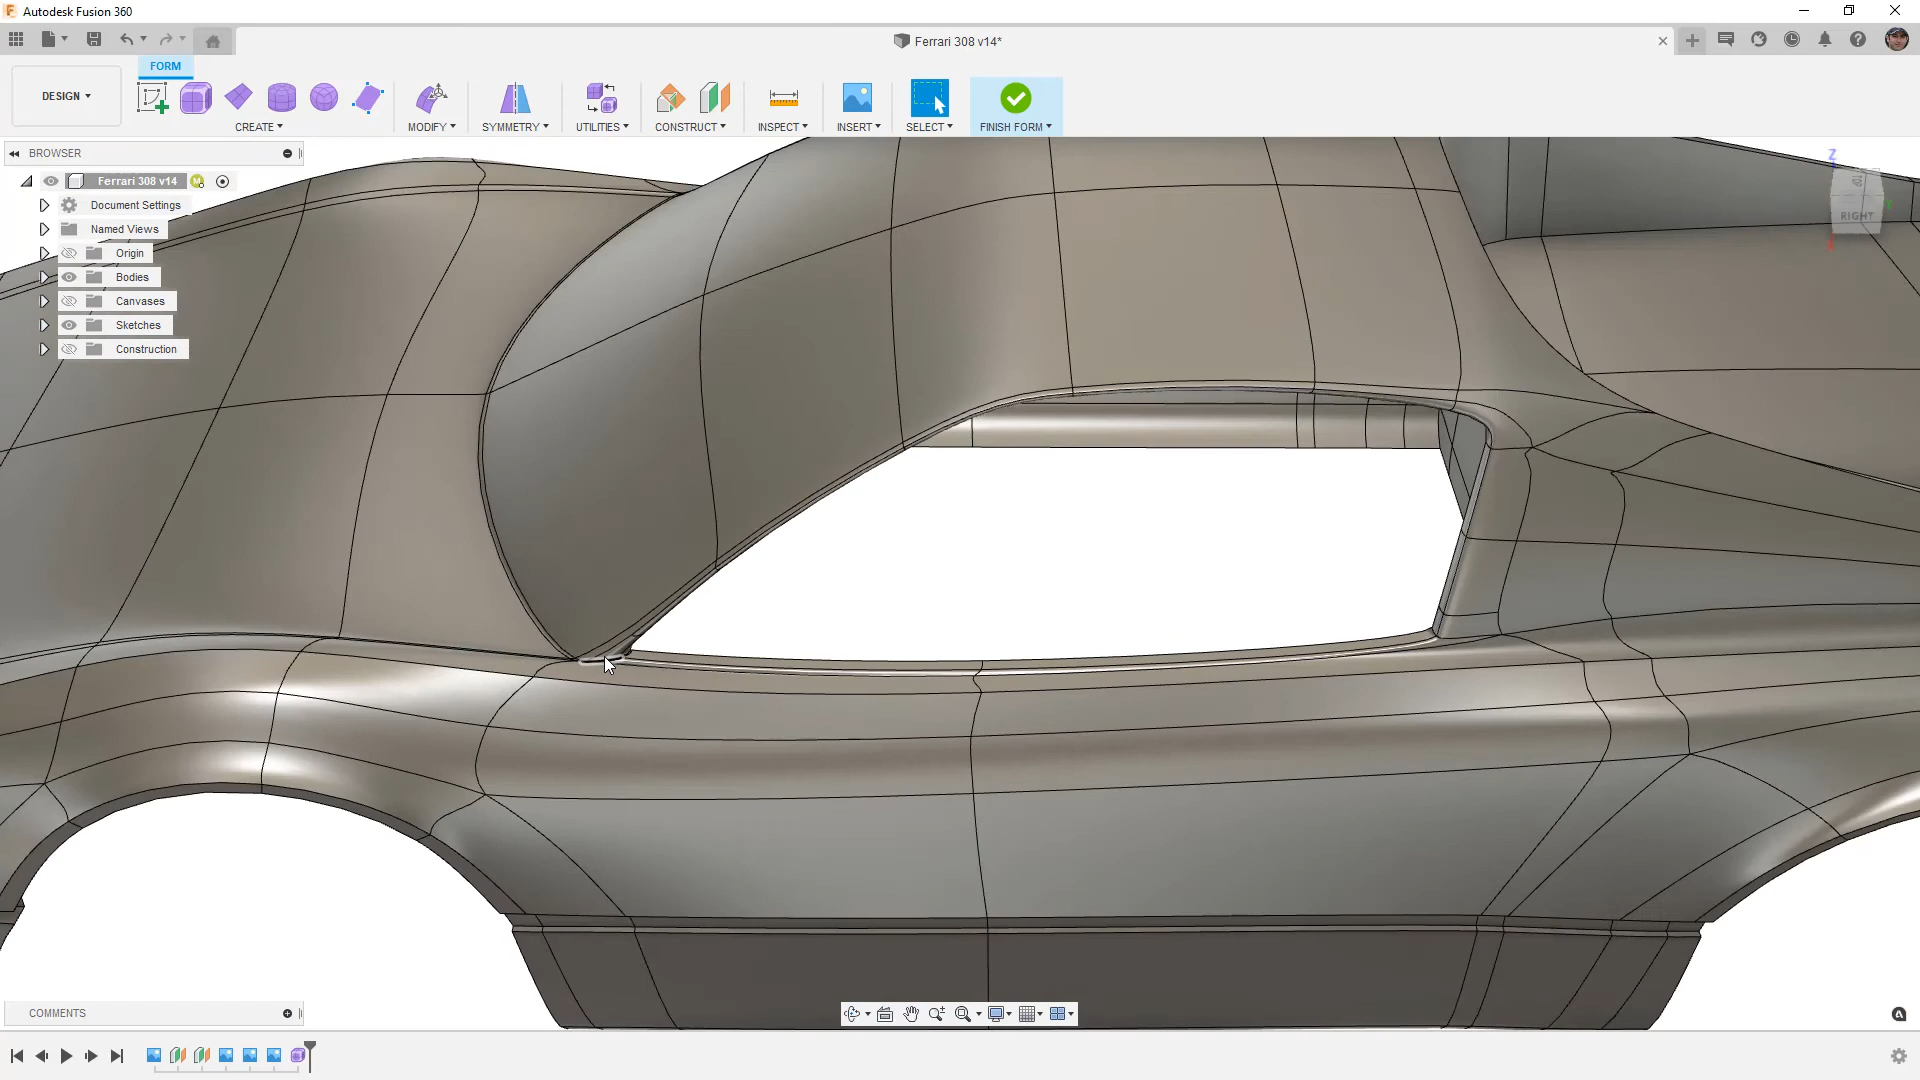 Autodesk Fusion 360
Ferrari 308 v14*
FORM
DESIGN
CREATE
MODIFY
SYMMETRY
UTILITIES
CONSTRUCT
INSPECT
INSERT
SELECT
FINISH FORM
BROWSER
Ferrari 308 v14
Document Settings
Named Views
Origin
Bodies
Canvases
Sketches
Construction
Z
TOP
RIGHT
COMMENTS